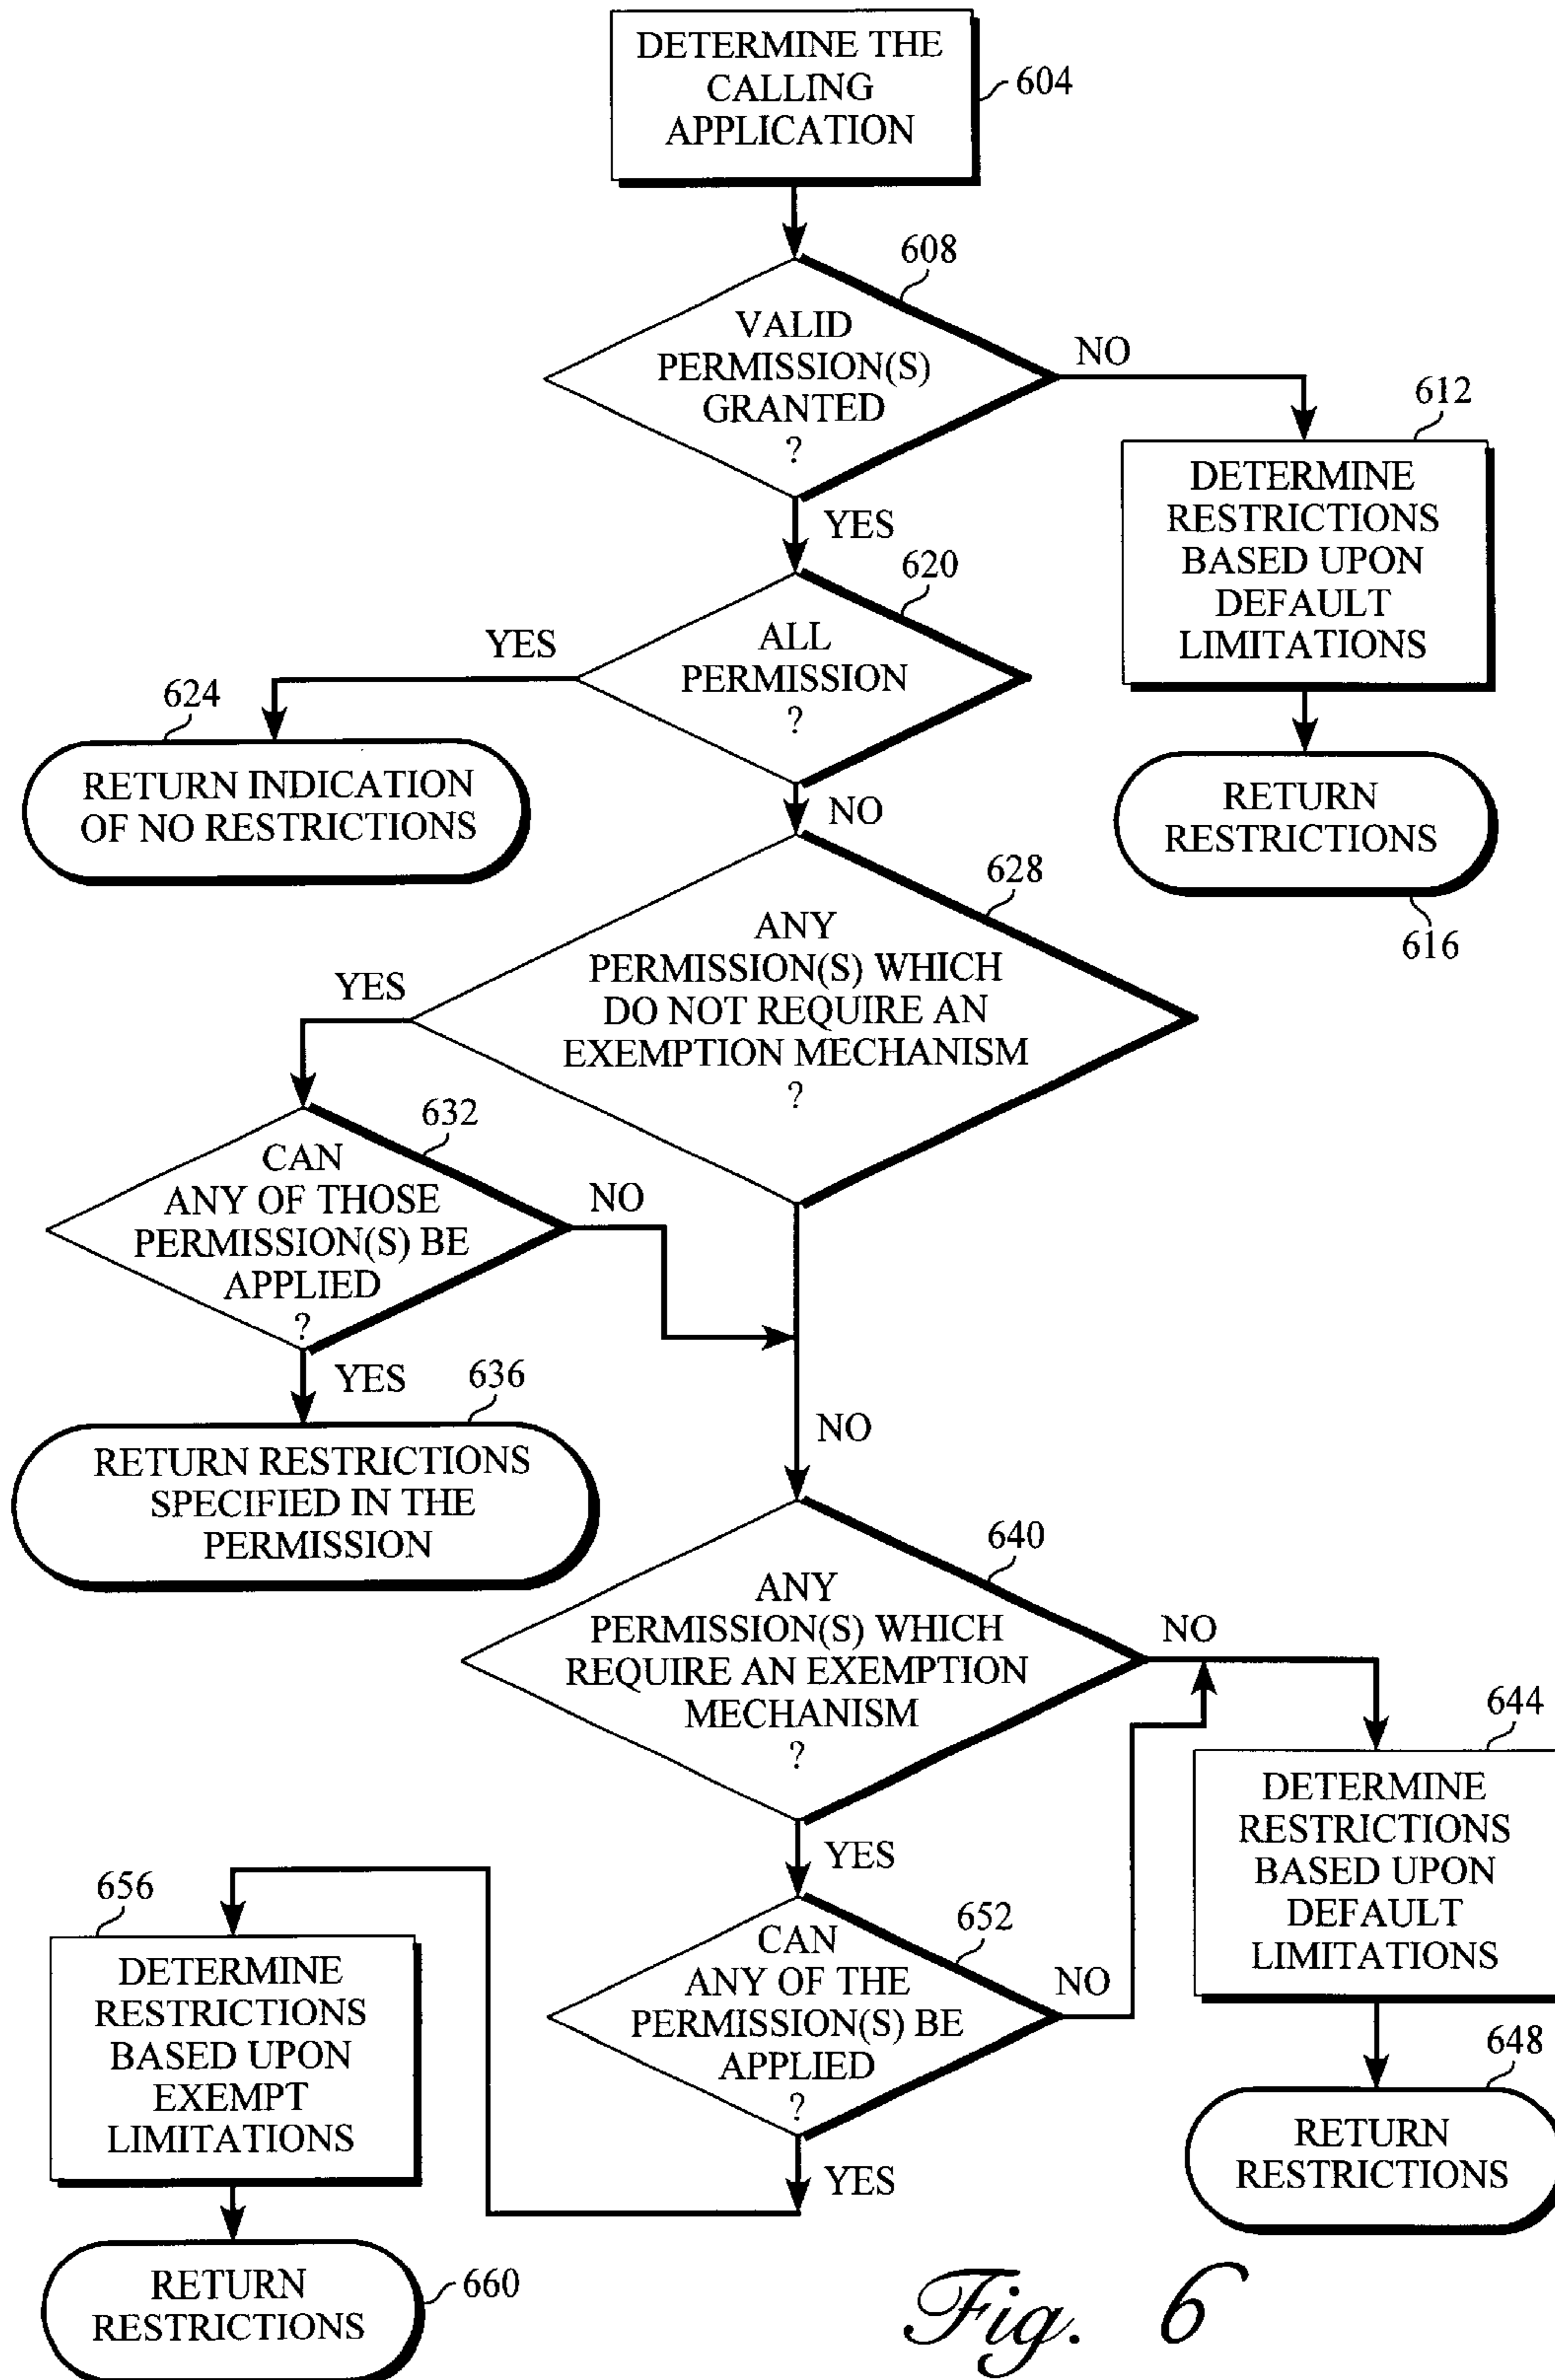 DETERMINE THE
CALLING
APPLICATION
604
608
VALID
PERMISSION(S)
GRANTED
?
NO
YES
612
DETERMINE
RESTRICTIONS
BASED UPON
DEFAULT
LIMITATIONS
RETURN
RESTRICTIONS
616
620
ALL
PERMISSION
?
YES
NO
624
RETURN INDICATION
OF NO RESTRICTIONS
628
ANY
PERMISSION(S) WHICH
DO NOT REQUIRE AN
EXEMPTION MECHANISM
?
YES
632
CAN
ANY OF THOSE
PERMISSION(S) BE
APPLIED
?
NO
YES
636
RETURN RESTRICTIONS
SPECIFIED IN THE
PERMISSION
NO
640
ANY
PERMISSION(S) WHICH
REQUIRE AN EXEMPTION
MECHANISM
?
NO
YES
644
DETERMINE
RESTRICTIONS
BASED UPON
DEFAULT
LIMITATIONS
648
RETURN
RESTRICTIONS
652
CAN
ANY OF THE
PERMISSION(S) BE
APPLIED
?
NO
YES
656
DETERMINE
RESTRICTIONS
BASED UPON
EXEMPT
LIMITATIONS
RETURN
RESTRICTIONS
660
Fig. 6